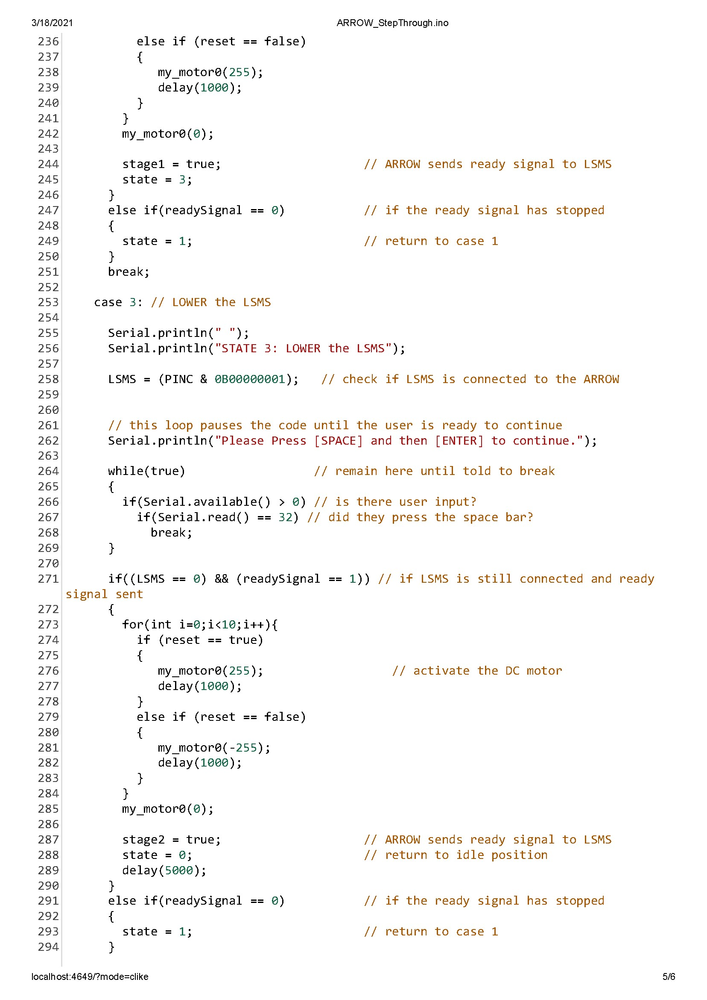 3/18/2021 ARROW_StepThrough.ino
236 else if (reset == false)
237 {
238 my_motor0(255);
239 delay(1000);
240 }
241 }
242 my_motor0(0);
243
244 stage1 = true; // ARROW sends ready signal to LSMS
245 state = 3;
246 }
247 else if(readySignal == 0) // if the ready signal has stopped
248 {
249 state = 1; // return to case 1
250 }
251 break;
252
253 case 3: // LOWER the LSMS
254
255 Serial.println(" ");
256 Serial.println("STATE 3: LOWER the LSMS");
257
258 LSMS = (PINC & 0B00000001); // check if LSMS is connected to the ARROW
259
260
261 // this loop pauses the code until the user is ready to continue
262 Serial.println("Please Press [SPACE] and then [ENTER] to continue.");
263
264 while(true) // remain here until told to break
265 {
266 if(Serial.available() > 0) // is there user input?
267 if(Serial.read() == 32) // did they press the space bar?
268 break;
269 }
270
271 if((LSMS == 0) && (readySignal == 1)) // if LSMS is still connected and ready
signal sent
272 {
273 for(int i=0;i<10;i++){
274 if (reset == true)
275 {
276 my_motor0(255); // activate the DC motor
277 delay(1000);
278 }
279 else if (reset == false)
280 {
281 my_motor0(-255);
282 delay(1000);
283 }
284 }
285 my_motor0(0);
286
287 stage2 = true; // ARROW sends ready signal to LSMS
288 state = 0; // return to idle position
289 delay(5000);
290 }
291 else if(readySignal == 0) // if the ready signal has stopped
292 {
293 state = 1; // return to case 1
294 }
localhost:4649/?mode=clike 5/6